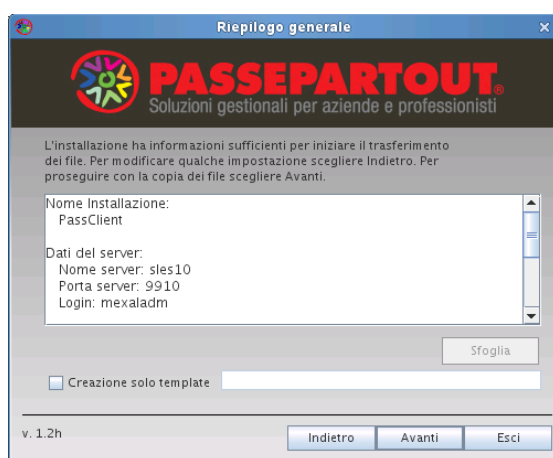 Riepilogo generale
PASSEPARTOUT®
Soluzioni gestionali per aziende e professionisti
L'installazione ha informazioni sufficienti per iniziare il trasferimento
dei file. Per modificare qualche impostazione scegliere Indietro. Per
proseguire con la copia dei file scegliere Avanti.
Nome Installazione:
PassClient
Dati del server:
Nome server: sles10
Porta server: 9910
Login: mexaladm
Sfoglia
Creazione solo template
v. 1.2h
Indietro Avanti Esci